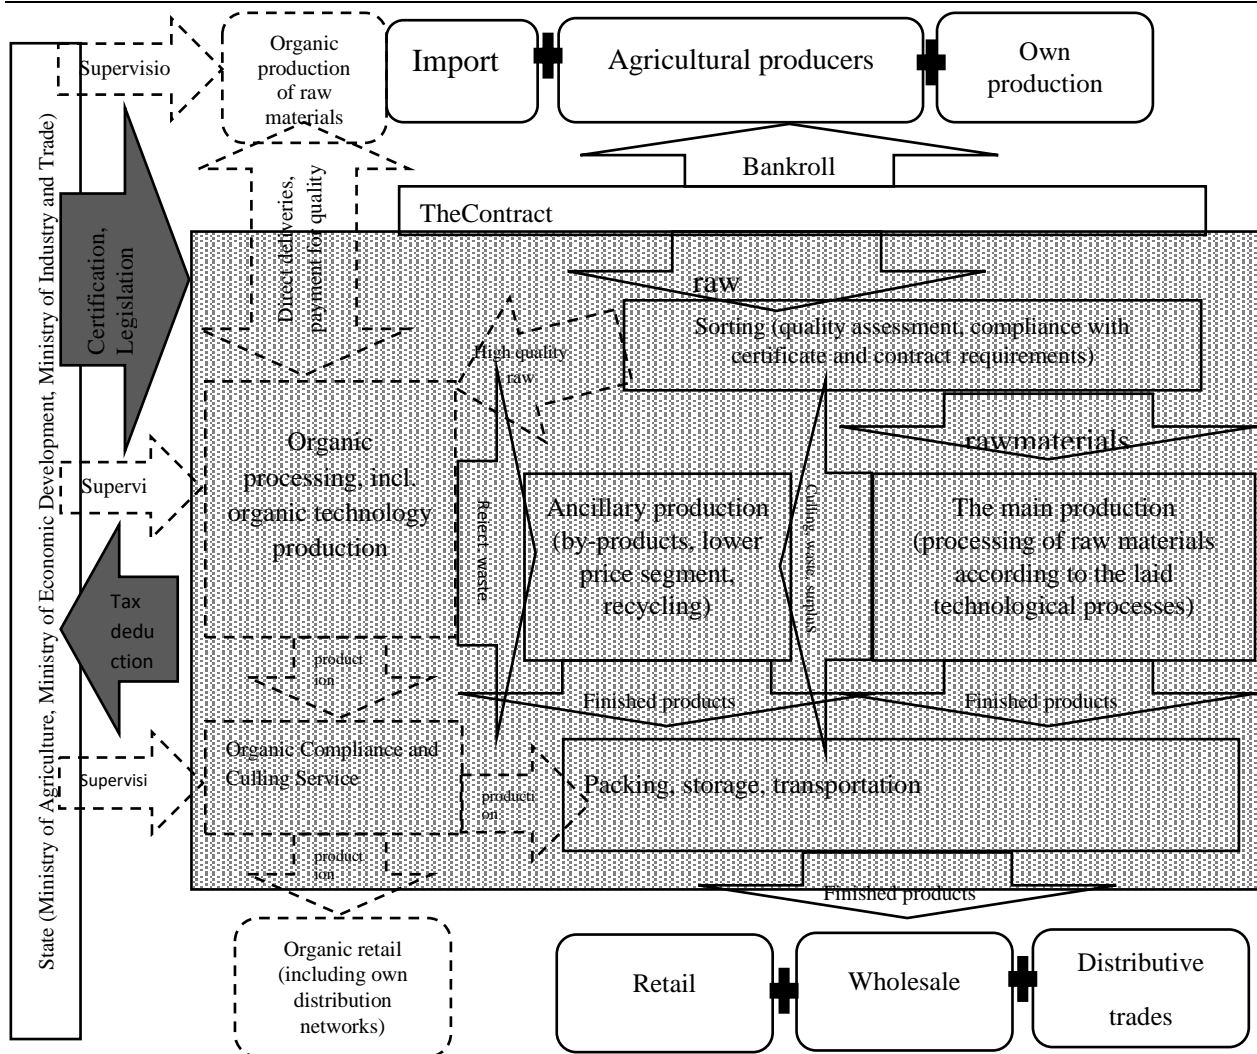 Supervisio
Organic
production
of raw
materials
Import
Agricultural producers
Own
production
State (Ministry of Agriculture, Ministry of Economic Development, Ministry of Industry and Trade)
Certification,
Legislation
Direct deliveries,
payment for quality
Bankroll
TheContract
raw
Sorting (quality assessment, compliance with
certificate and contract requirements)
High quality
raw
rawmaterials
Supervi
Organic
processing, incl.
organic technology
production
Reject waste
Ancillary production
(by-products, lower
price segment,
recycling)
Culling, waste, surplus
The main production
(processing of raw materials
according to the laid
technological processes)
Tax
dedu
ction
product
ion
Finished products
Finished products
Supervisi
Organic Compliance and
Culling Service
producti
on
Packing, storage, transportation
product
ion
Finished products
Organic retail
(including own
distribution
networks)
Retail
Wholesale
Distributive
trades